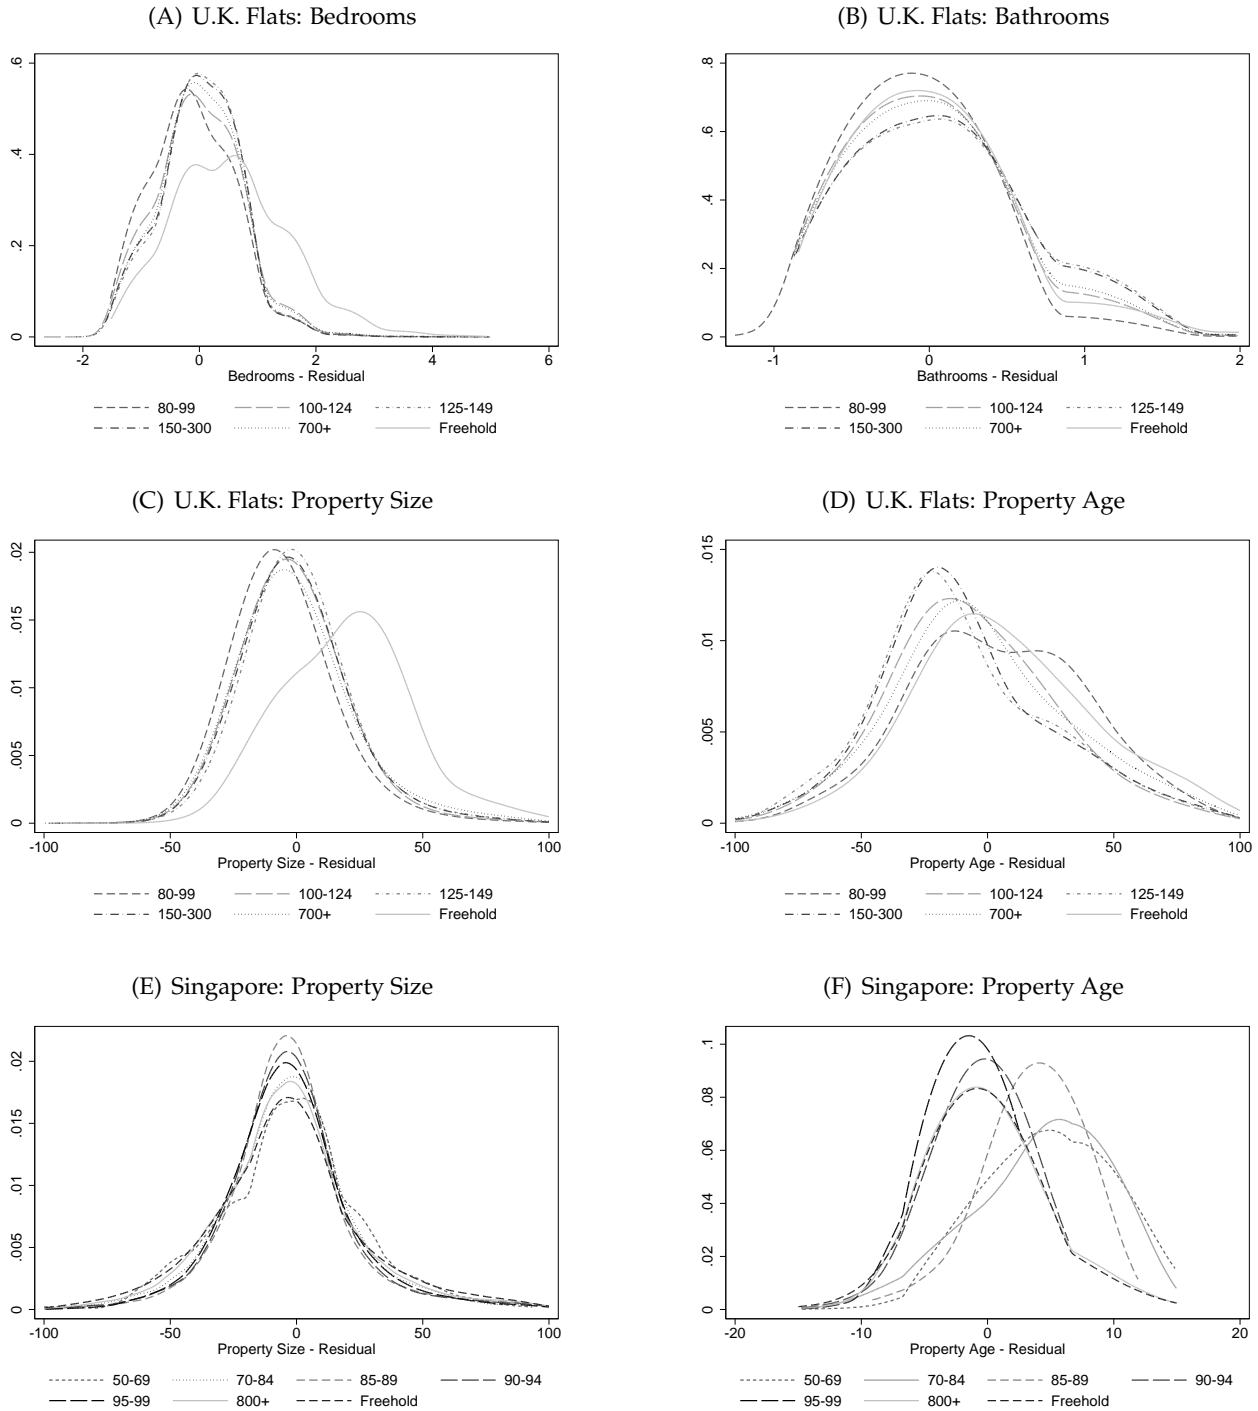 (A) U.K. Flats: Bedrooms
.6
.4
.2
0
-2 0 2 4 6
Bedrooms - Residual
80-99 100-124 125-149
150-300 700+ Freehold
(B) U.K. Flats: Bathrooms
.8
.6
.4
.2
0
-1 0 1 2
Bathrooms - Residual
80-99 100-124 125-149
150-300 700+ Freehold
(C) U.K. Flats: Property Size
.02
.015
.01
.005
0
-100 -50 0 50 100
Property Size - Residual
80-99 100-124 125-149
150-300 700+ Freehold
(D) U.K. Flats: Property Age
.015
.01
.005
0
-100 -50 0 50 100
Property Age - Residual
80-99 100-124 125-149
150-300 700+ Freehold
(E) Singapore: Property Size
.02
.015
.01
.005
0
-100 -50 0 50 100
Property Size - Residual
50-69 70-84 85-89 90-94
95-99 800+ Freehold
(F) Singapore: Property Age
.1
.08
.06
.04
.02
0
-20 -10 0 10 20
Property Age - Residual
50-69 70-84 85-89 90-94
95-99 800+ Freehold